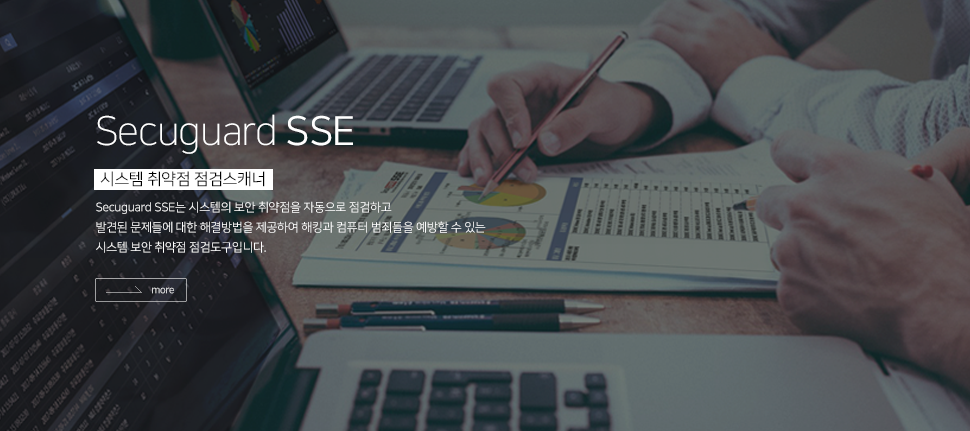 Secuguard SSE
시스템 취약점 점검스캐너
Secuguard SSE는 시스템의 보안 취약점을 자동으로 점검하고
발견된 문제들에 대한 해결방법을 제공하여 해킹과 컴퓨터 범죄들을 예방할 수 있는
시스템 보안 취약점 점검도구입니다.
more